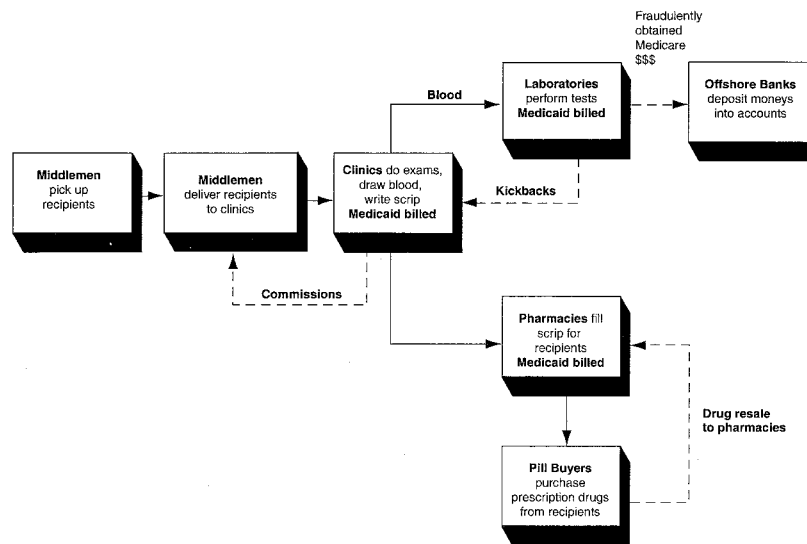 Fraudulently
obtained
Medicare
$$$
Laboratories
perform tests
Medicaid billed
Offshore Banks
deposit moneys
into accounts
Blood
Middlemen
pick up
recipients
Middlemen
deliver recipients
to clinics
Clinics do exams,
draw blood,
write scrip
Medicaid billed
Kickbacks
Commissions
Pharmacies fill
scrip for
recipients
Medicaid billed
Drug resale
to pharmacies
Pill Buyers
purchase
prescription drugs
from recipients